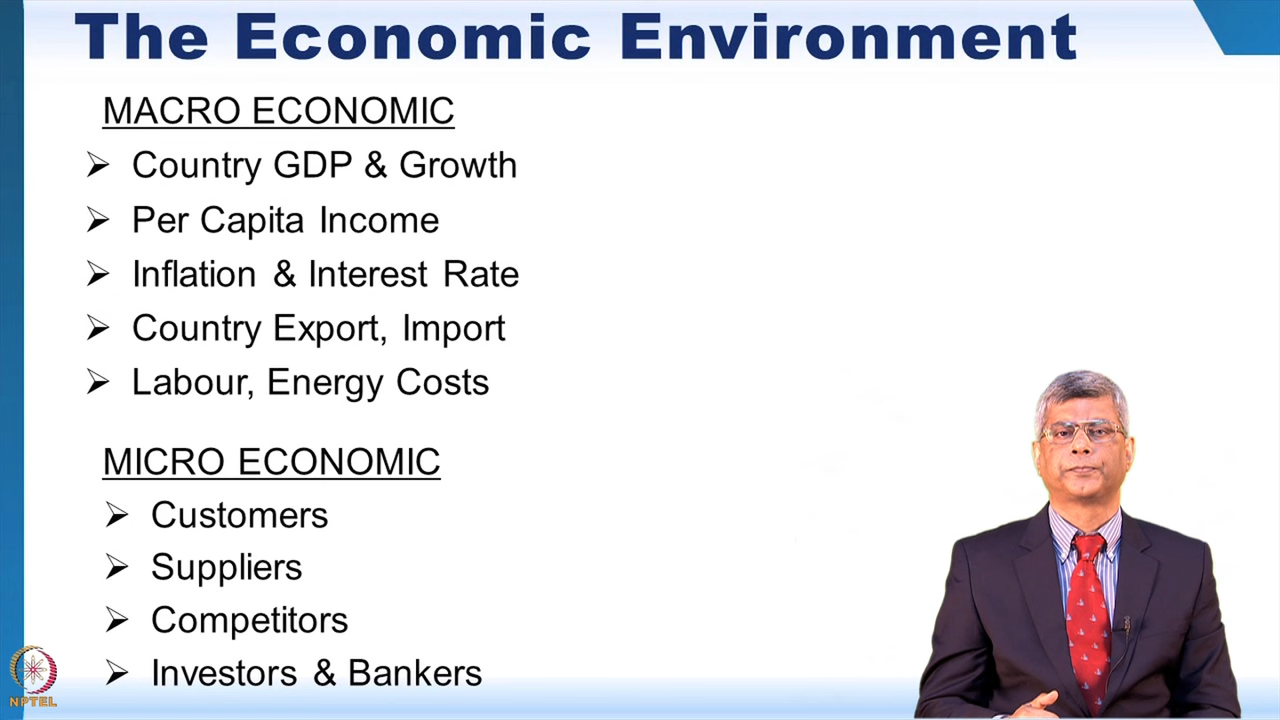 The Economic Environment
MACRO ECONOMIC
Country GDP & Growth
Per Capita Income
Inflation & Interest Rate
Country Export, Import
Labour, Energy Costs
MICRO ECONOMIC
Customers
Suppliers
Competitors
Investors & Bankers
NPTEL